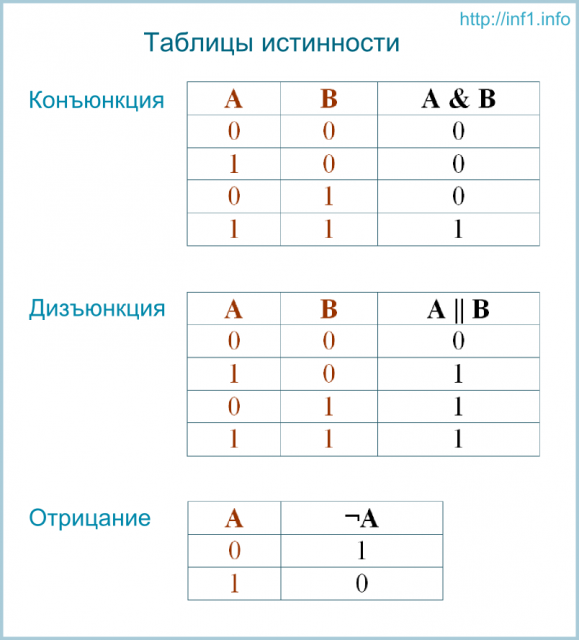 http://inf1.info
Таблицы истинности
Конъюнкция
A B A & B
0 0 0
1 0 0
0 1 0
1 1 1
Дизъюнкция
A B A || B
0 0 0
1 0 1
0 1 1
1 1 1
Отрицание
A ¬A
0 1
1 0